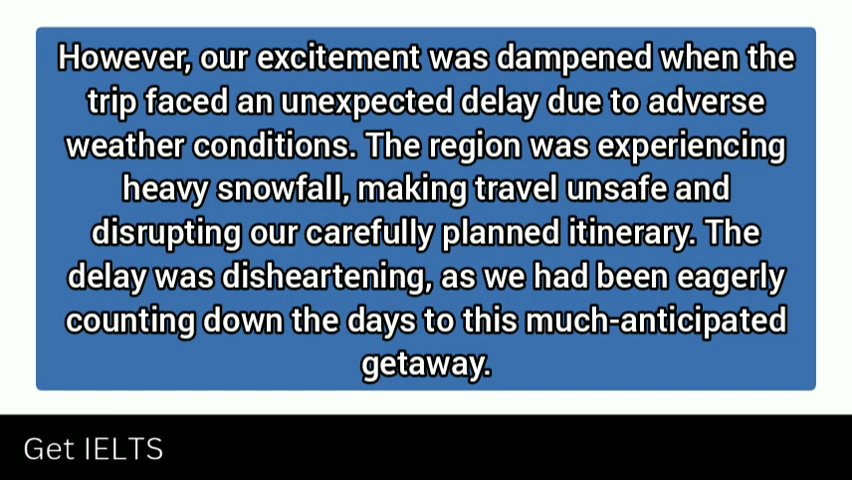 However, our excitement was dampened when the
trip faced an unexpected delay due to adverse
weather conditions. The region was experiencing
heavy snowfall, making travel unsafe and
disrupting our carefully planned itinerary. The
delay was disheartening, as we had been eagerly
counting down the days to this much-anticipated
getaway.
Get IELTS